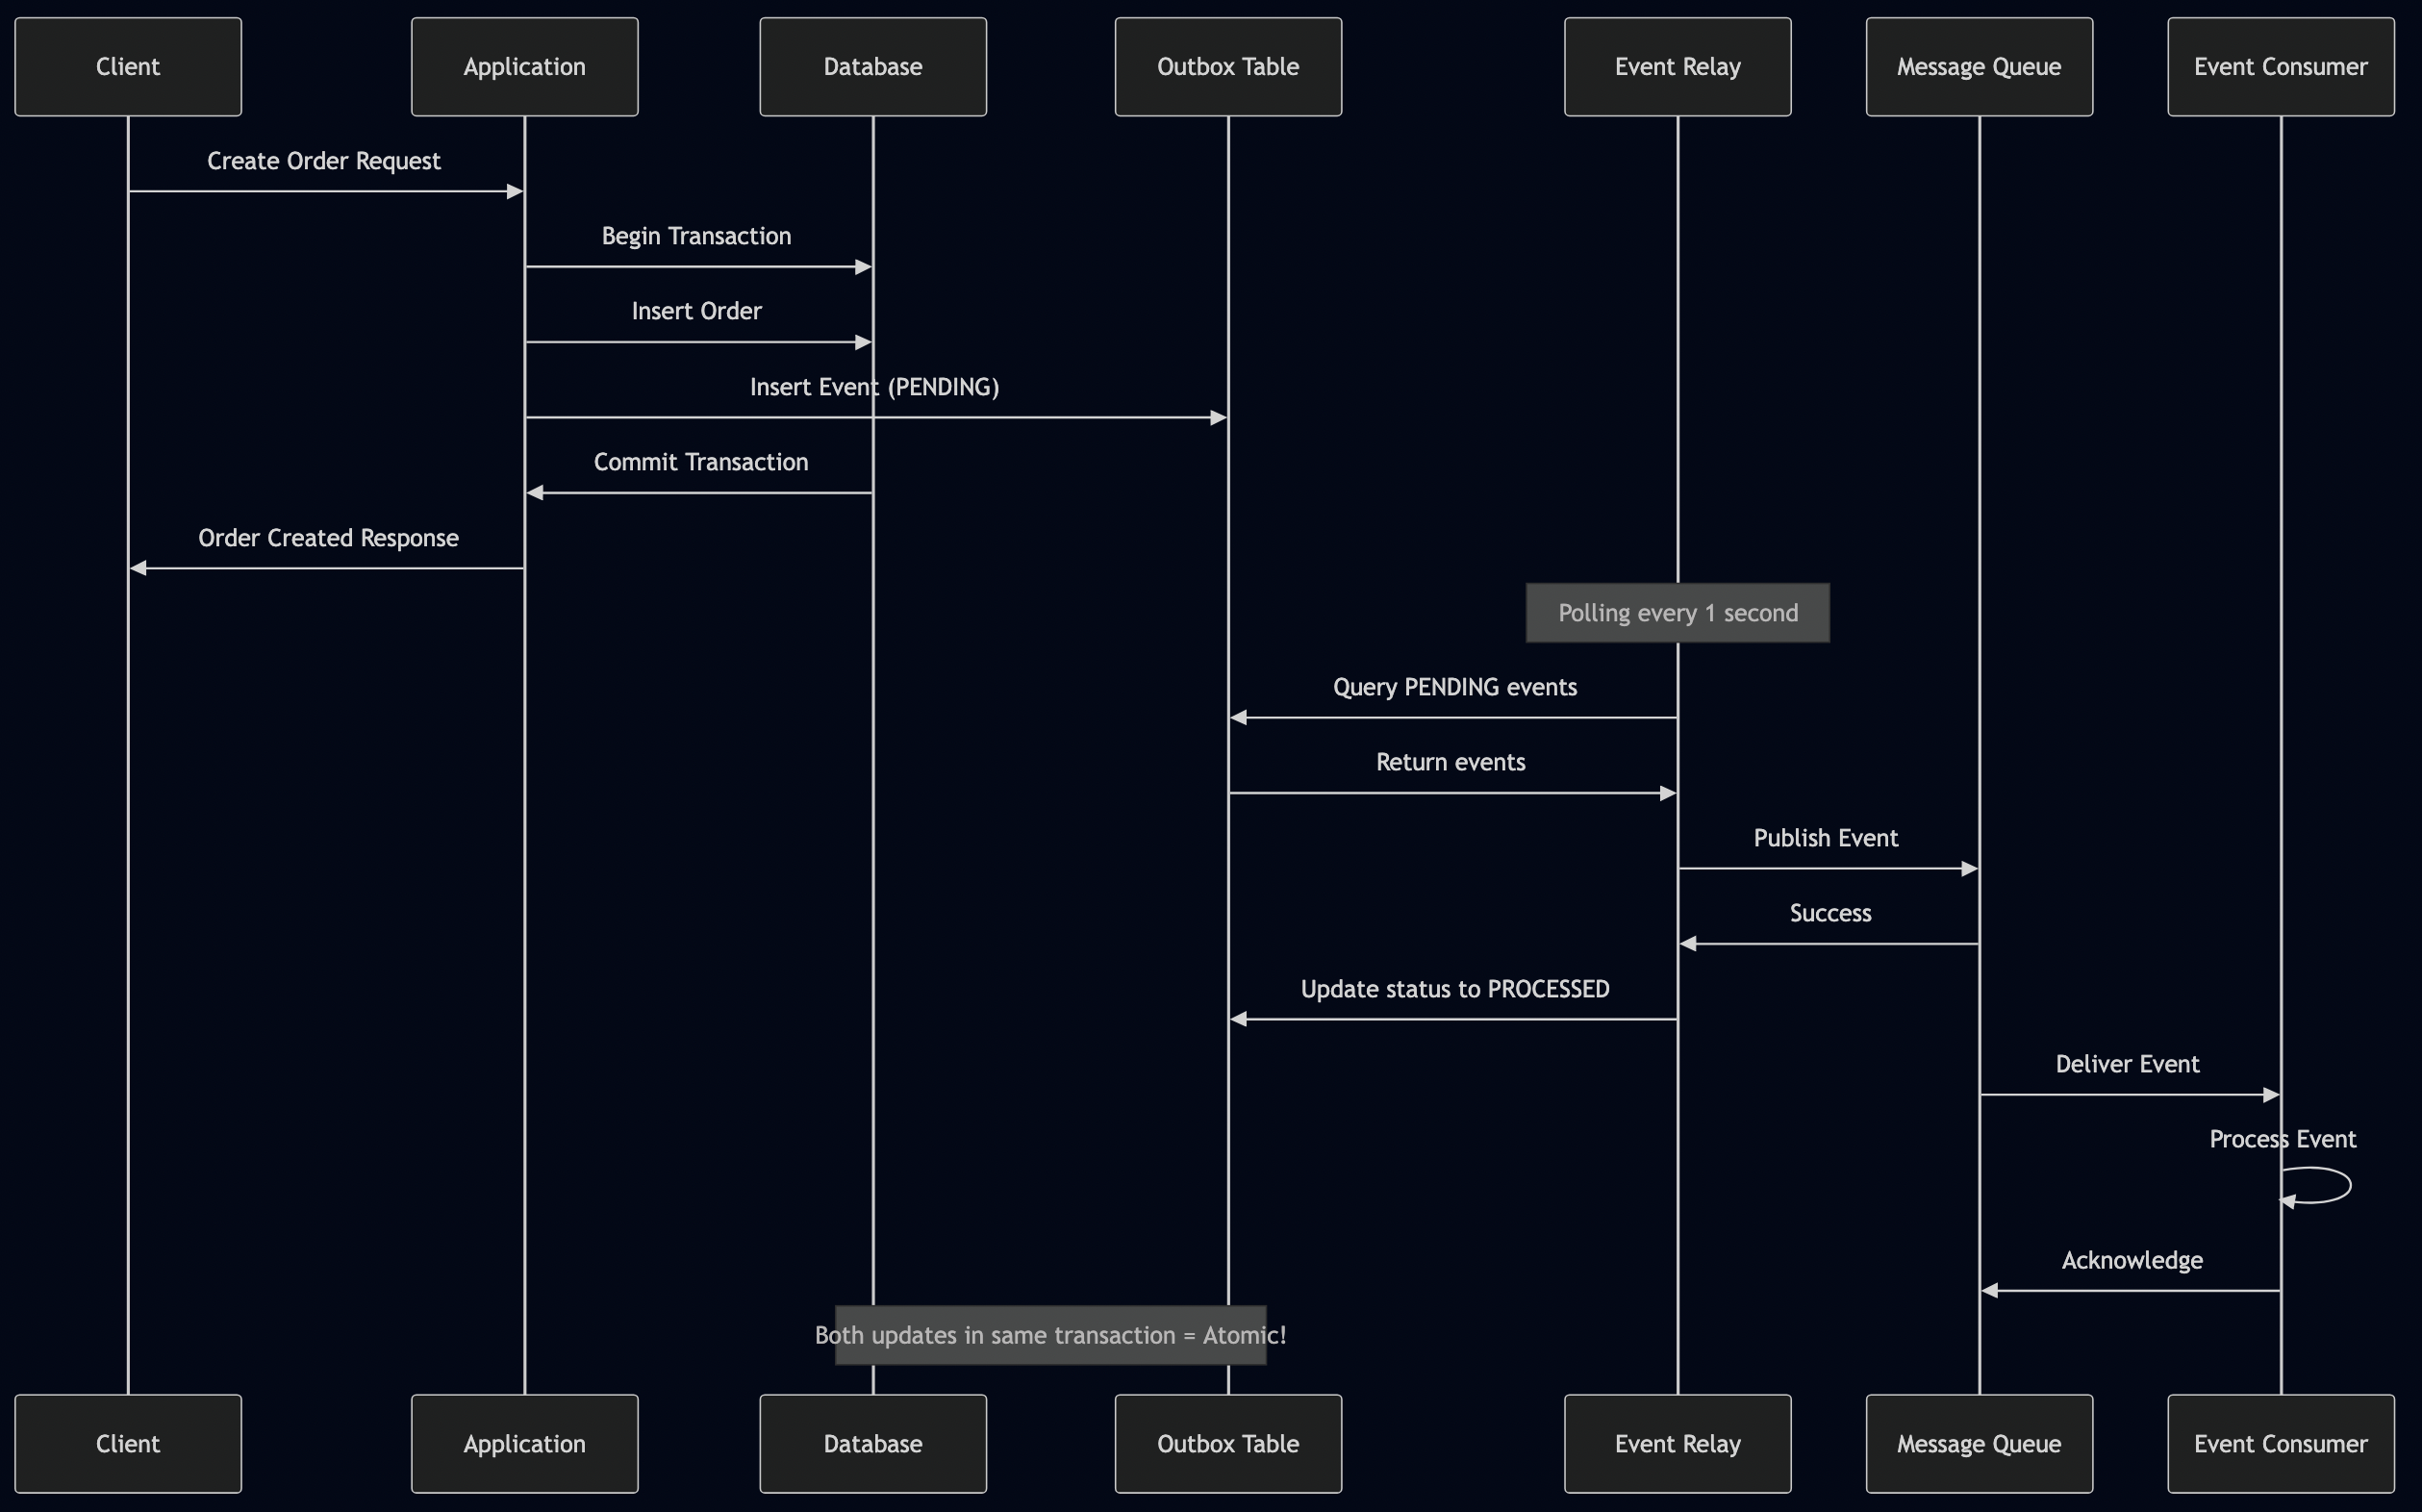 Client
Application
Database
Outbox Table
Event Relay
Message Queue
Event Consumer
Create Order Request
Begin Transaction
Insert Order
Insert Event (PENDING)
Commit Transaction
Order Created Response
Polling every 1 second
Query PENDING events
Return events
Publish Event
Success
Update status to PROCESSED
Deliver Event
Process Event
Acknowledge
Both updates in same transaction = Atomic!
Client
Application
Database
Outbox Table
Event Relay
Message Queue
Event Consumer